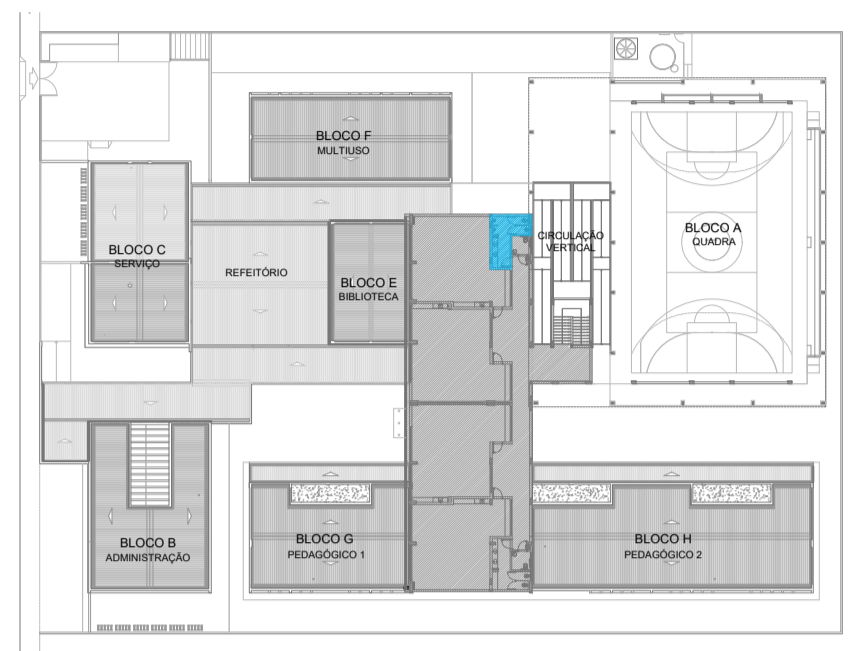 BLOCO F
MULTIUSO
CIRCULAÇÃO
VERTICAL
BLOCO A
QUADRA
BLOCO C
SERVIÇO
REFEITÓRIO
BLOCO E
BIBLIOTECA
BLOCO B
ADMINISTRAÇÃO
BLOCO G
PEDAGÓGICO 1
BLOCO H
PEDAGÓGICO 2